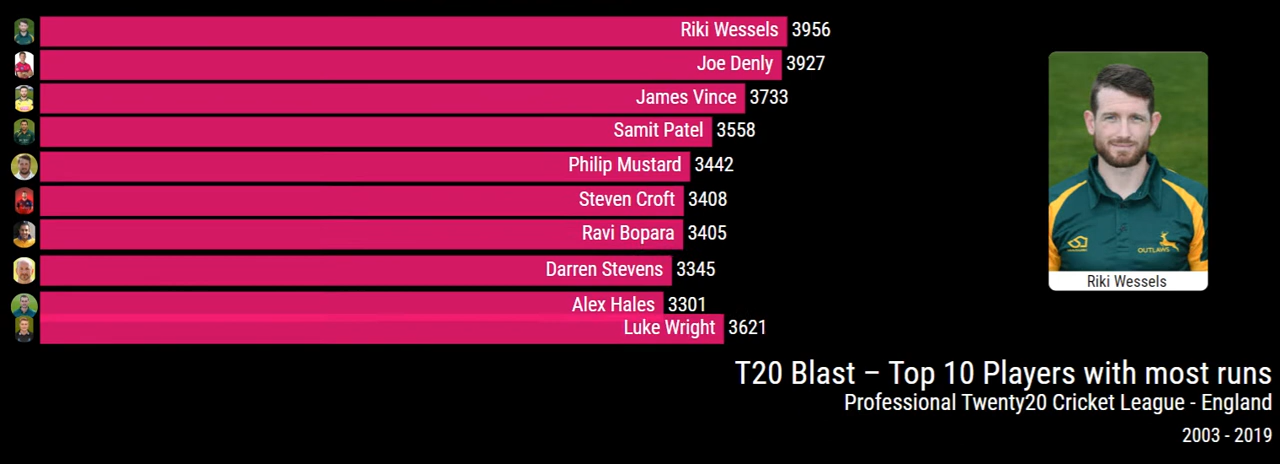 Riki Wessels 3956
Joe Denly 3927
James Vince 3733
Samit Patel 3558
Philip Mustard 3442
Steven Croft 3408
Ravi Bopara 3405
Darren Stevens 3345
Alex Hales 3301
Luke Wright 3621
OUTLAWS
Riki Wessels
T20 Blast – Top 10 Players with most runs
Professional Twenty20 Cricket League - England
2003 - 2019